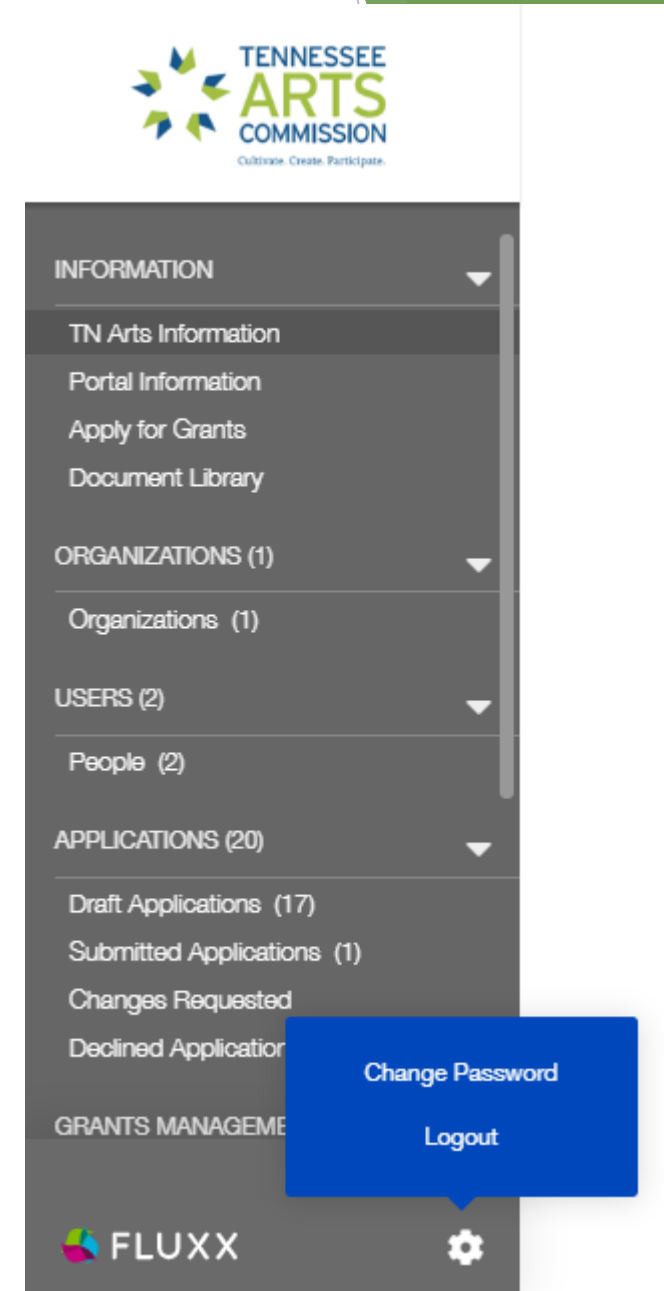 TENNESSEE
ARTS
COMMISSION
Cultivate. Create. Participate.
INFORMATION
TN Arts Information
Portal Information
Apply for Grants
Document Library
ORGANIZATIONS (1)
Organizations (1)
USERS (2)
People (2)
APPLICATIONS (20)
Draft Applications (17)
Submitted Applications (1)
Changes Requested
Declined Application
Change Password
GRANTS MANAGEME
Logout
FLUXX